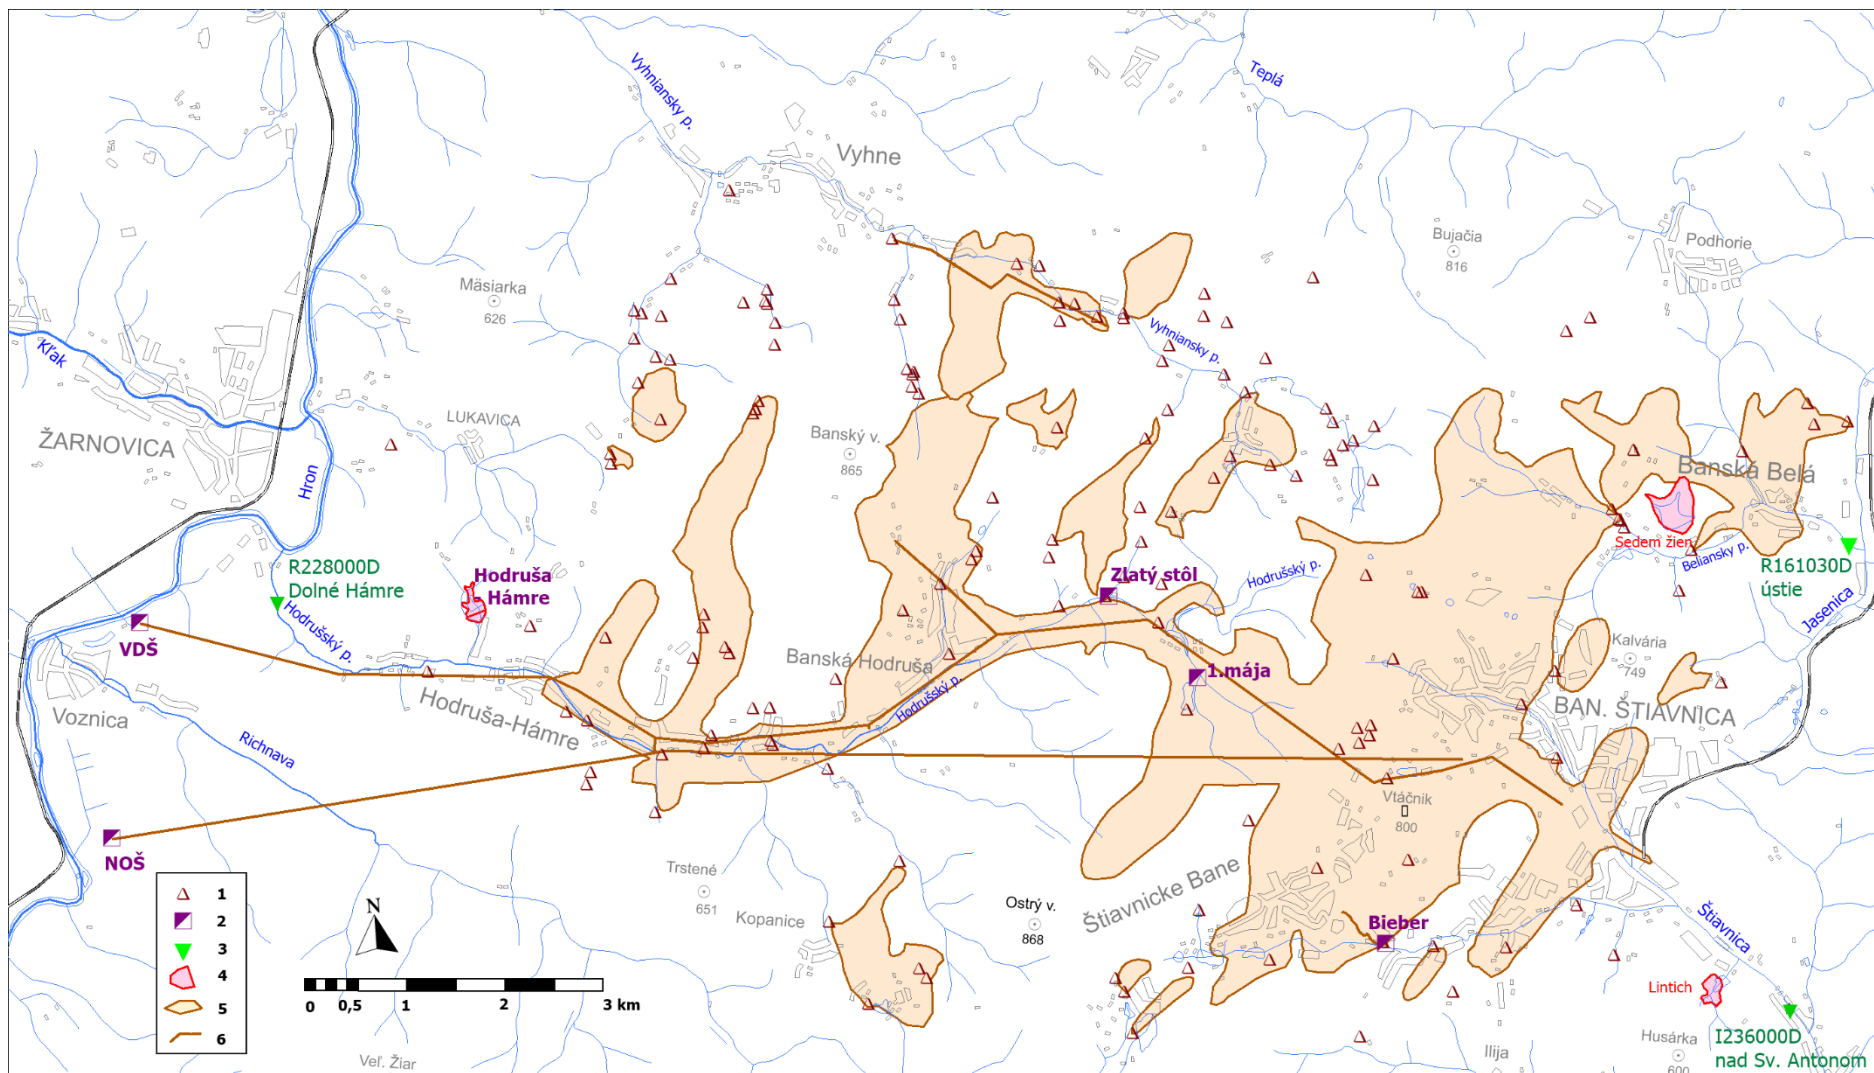 Vyhniansky p.
Teplá
Vyhne
Bujačia
816
Podhorie
Mäsiarka
626
Vyhniansky p.
Kľak
LUKAVICA
ŽARNOVICA
Banský v.
865
Hron
Banská Belá
Sedem žien
Beliansky p.
R161030D
ústie
R228000D
Dolné Hámre
Hodruša
- Hámre
Zlatý stôl
Hodrušský p.
Jasenica
Hodrušský p.
VDŠ
Kalvária
749
Banská Hodruša
1.mája
Voznica
Hodruša-Hámre
Hodrušský p.
BAN. ŠTIAVNICA
Richnava
Vtáčnik
800
NOŠ
Trstené
651
Kopanice
Ostrý v.
868
Štiavnicke Bane
Bieber
Štiavnica
Lintich
N
1
2
3
4
5
6
0 0,5 1 2 3 km
Veľ. Žiar
Ilija
Husárka
600
I236000D
nad Sv. Antonom